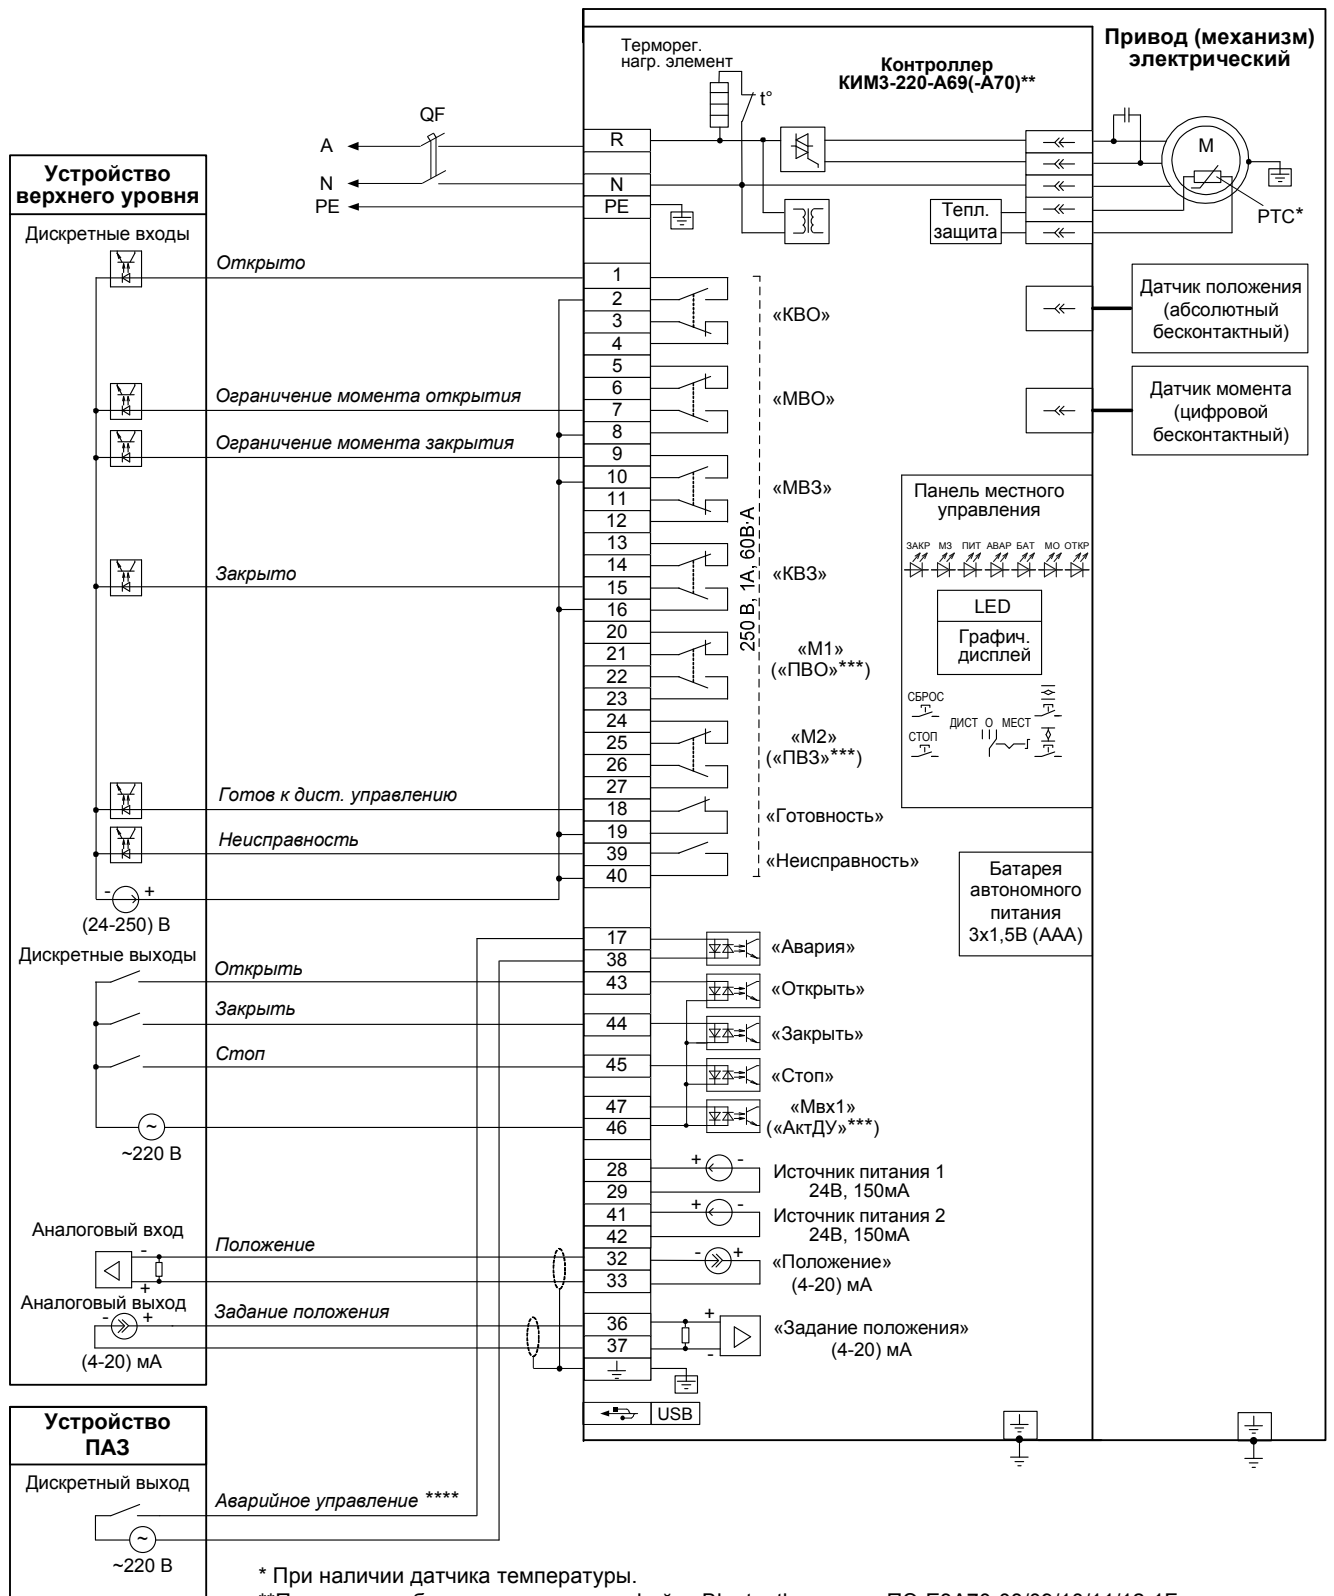 Привод (механизм)
электрический
Терморег.
нагр. элемент
Контроллер
КИМ3-220-А69(-А70)**
t°
QF
A
N
PE
R
N
PE
M
Тепл.
защита
PTC*
Устройство
верхнего уровня
Дискретные входы
Открыто
1
2
3
4
«КВО»
Датчик положения
(абсолютный
бесконтактный)
5
6
7
8
Ограничение момента открытия
«МВО»
Датчик момента
(цифровой
бесконтактный)
Ограничение момента закрытия
9
10
11
12
«МВЗ»
250 В, 1А, 60В·А
Панель местного
управления
ЗАКР МЗ ПИТ АВАР БАТ МО ОТКР
LED
Графич.
дисплей
СБРОС
СТОП
ДИСТ О МЕСТ
Закрыто
13
14
15
16
«КВЗ»
20
21
22
23
«М1»
(«ПВО»***)
24
25
26
27
«М2»
(«ПВЗ»***)
Готов к дист. управлению
18
19
«Готовность»
Неисправность
39
40
«Неисправность»
- +
(24-250) В
Батарея
автономного
питания
3х1,5В (ААА)
Дискретные выходы
17
38
«Авария»
Открыть
43
«Открыть»
Закрыть
44
«Закрыть»
Стоп
45
«Стоп»
47
46
«Мвх1»
(«АктДУ»***)
~
~220 В
28
29
+ -
Источник питания 1
24В, 150мА
41
42
+ -
Источник питания 2
24В, 150мА
Аналоговый вход
-
+
Положение
32
33
- +
«Положение»
(4-20) мА
Аналоговый выход
- +
(4-20) мА
Задание положения
36
37
+
-
«Задание положения»
(4-20) мА
USB
Устройство
ПАЗ
Дискретный выход
Аварийное управление ****
~
~220 В
* При наличии датчика температуры.